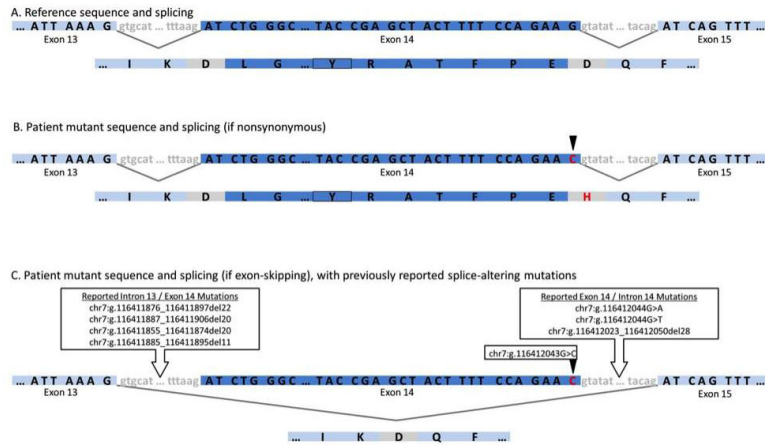 A. Reference sequence and splicing
... ATT AAA G gtgcat ... tttaag AT CTG GGC ... TAC CGA GCT ACT TTT CCA GAA G gtatat ... tacag AT CAG TTT ...
Exon 13 Exon 14 Exon 15
... I K D L G ... Y R A T F P E D Q F ...
B. Patient mutant sequence and splicing (if nonsynonymous)
... ATT AAA G gtgcat ... tttaag AT CTG GGC ... TAC CGA GCT ACT TTT CCA GAA C gtatat ... tacag AT CAG TTT ...
Exon 13 Exon 14 Exon 15
... I K D L G ... Y R A T F P E H Q F ...
C. Patient mutant sequence and splicing (if exon-skipping), with previously reported splice-altering mutations
Reported Intron 13 / Exon 14 Mutations
chr7:g.116411876_116411897del22
chr7:g.116411887_116411906del20
chr7:g.116411855_116411874del20
chr7:g.116411885_116411895del11
Reported Exon 14 / Intron 14 Mutations
chr7:g.116412044G>A
chr7:g.116412044G>T
chr7:g.116412023_116412050del28
chr7:g.116412043G>C
... ATT AAA G gtgcat ... tttaag AT CTG GGC ... TAC CGA GCT ACT TTT CCA GAA C gtatat ... tacag AT CAG TTT ...
Exon 13 Exon 14 Exon 15
... I K D Q F ...